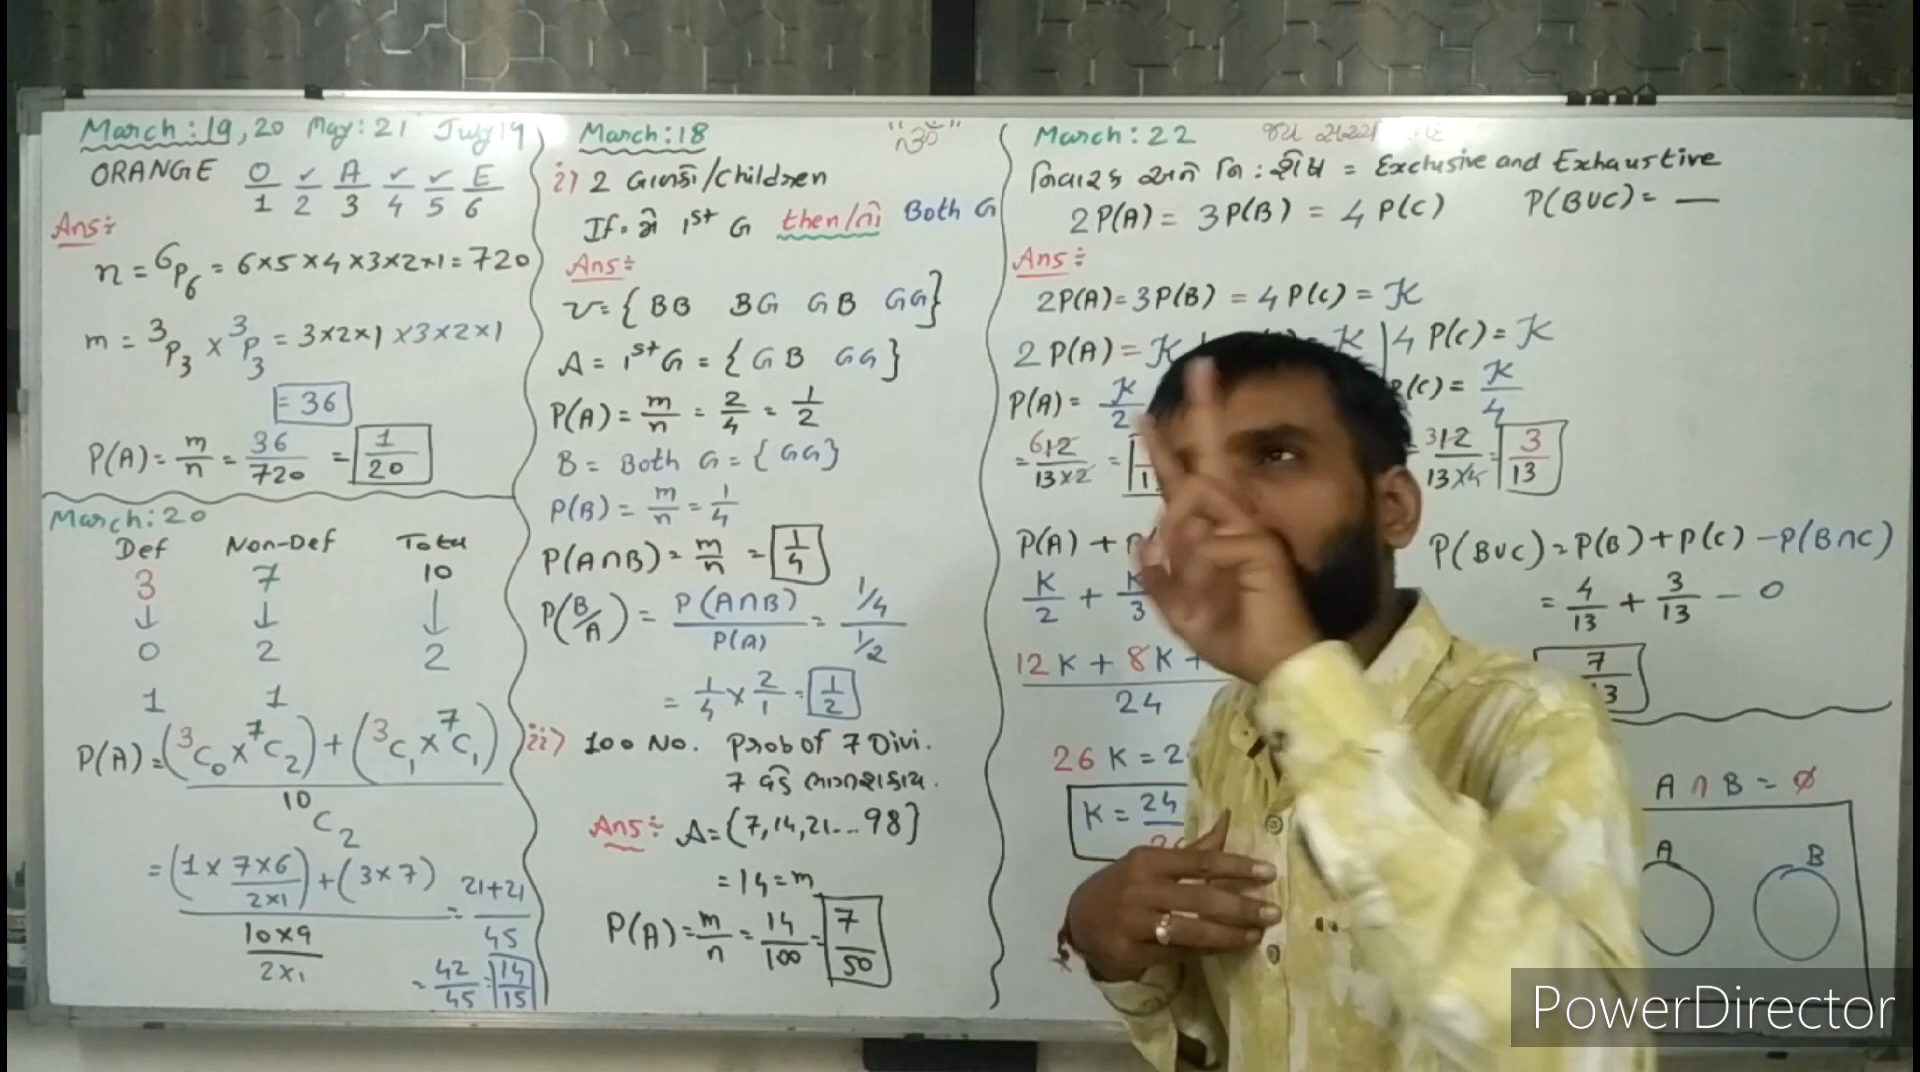 March: 19, 20 May: 21 July 19
ORANGE O ✓ A ✓ ✓ E
1 2 3 4 5 6
Ans:
n = 6P6 = 6×5×4×3×2×1 = 720
m = 3P3 × 3P3 = 3×2×1 × 3×2×1
= 36
P(A) = m/n = 36/720 = 1/20
March: 20
Def Non-Def Total
3 7 10
↓ ↓ ↓
0 2 2
1 1
P(A) = (3C0 × 7C2) + (3C1 × 7C1)
10C2
= (1 × 7×6/2×1) + (3×7) = 21+21
10×9/2×1 45
= 42/45 = 14/15
March: 18
"ૐ"
i) 2 બાળકો/children
If. જો 1st G then/તો Both G
Ans:
U = { BB BG GB GG }
A = 1st G = { GB GG }
P(A) = m/n = 2/4 = 1/2
B = Both G = { GG }
P(B) = m/n = 1/4
P(A∩B) = m/n = 1/4
P(B/A) = P(A∩B)/P(A) = 1/4 / 1/2
= 1/4 × 2/1 = 1/2
ii) 100 No. Prob of 7 Divi.
7 વડે
Ans: A = {7, 14, 21 ... 98}
= 14 = m
P(A) = m/n = 14/100 = 7/50
March: 22
નિવારક અને નિ:શેષ = Exclusive and Exhaustive
2P(A) = 3P(B) = 4P(C) P(B∪C) = —
Ans:
2P(A) = 3P(B) = 4P(C) = K
2P(A) = K K | 4P(C) = K
P(A) = K/2 (C) = K/4
= 612/13×2 = 312/13×4 = 3/13
P(A) +
K/2 + K/3
12K + 8K +
24
26K = 2
K = 24
P(B∪C) = P(B) + P(C) - P(B∩C)
= 4/13 + 3/13 - 0
7
A ∩ B = ∅
A B
PowerDirector